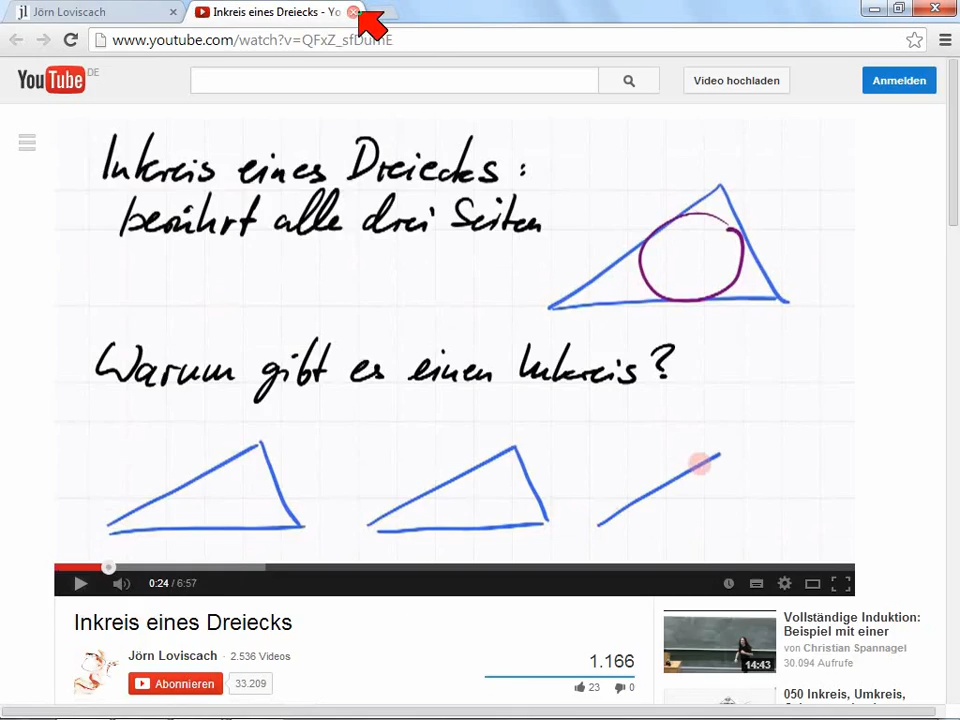 Jörn Loviscach
Inkreis eines Dreiecks - Yo
www.youtube.com/watch?v=QFxZ_sfDumE
YouTube DE
Video hochladen
Anmelden
Inkreis eines Dreiecks:
berührt alle drei Seiten
Warum gibt es einen Inkreis?
0:24 / 6:57
Inkreis eines Dreiecks
Jörn Loviscach 2.536 Videos
Abonnieren 33.209
1.166
23 0
Vollständige Induktion:
Beispiel mit einer
von Christian Spannagel
30.094 Aufrufe
14:43
050 Inkreis, Umkreis,